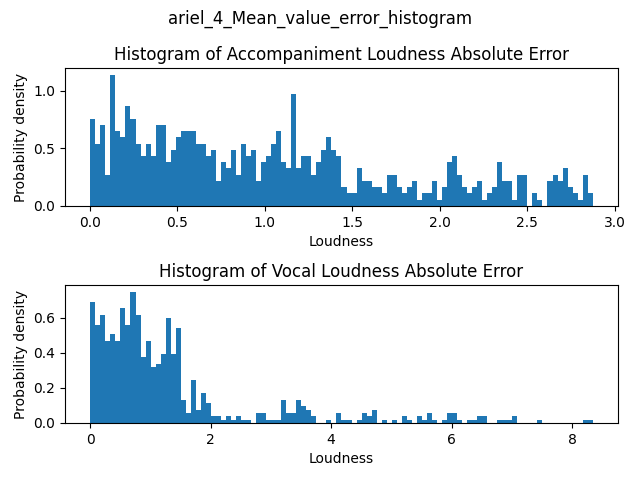 ariel_4_Mean_value_error_histogram
Histogram of Accompaniment Loudness Absolute Error
Probability density
1.0
0.5
0.0
0.0 0.5 1.0 1.5 2.0 2.5 3.0
Loudness
Histogram of Vocal Loudness Absolute Error
Probability density
0.6
0.4
0.2
0.0
0 2 4 6 8
Loudness